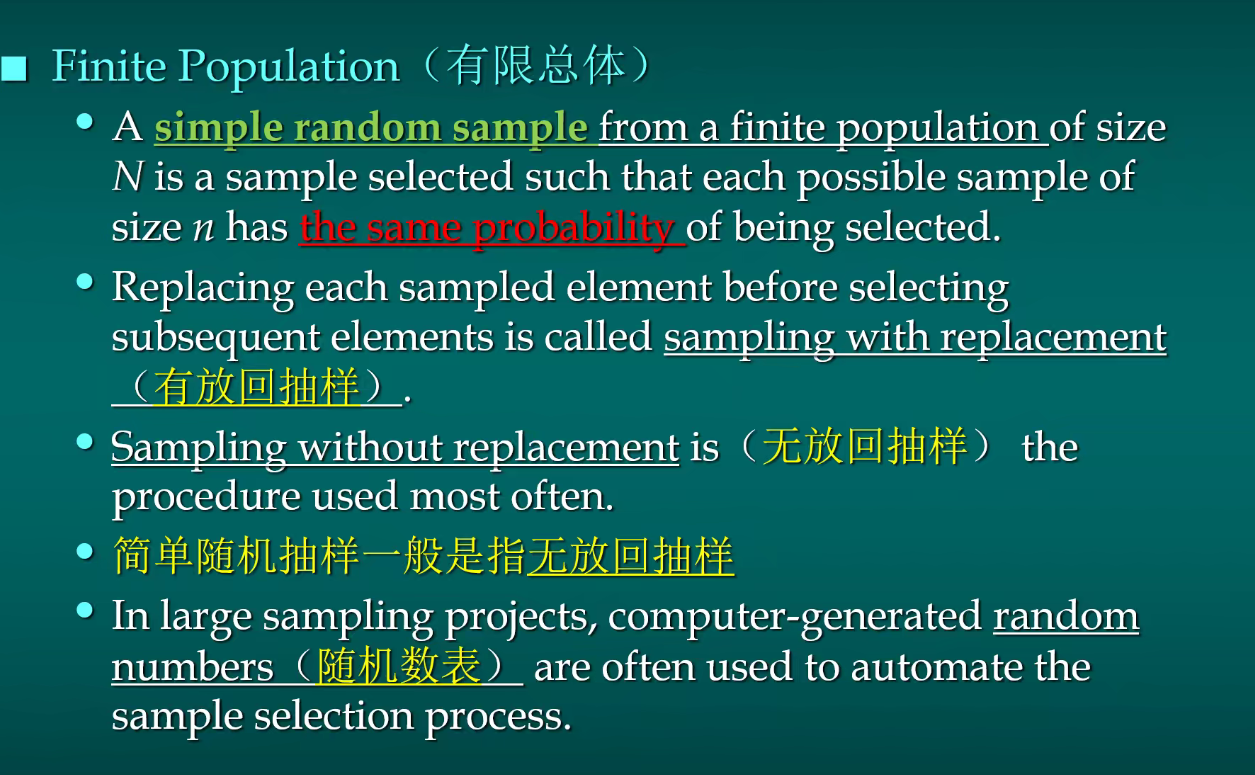 Finite Population（有限总体）
A simple random sample from a finite population of size
N is a sample selected such that each possible sample of
size n has the same probability of being selected.
Replacing each sampled element before selecting
subsequent elements is called sampling with replacement
（有放回抽样）.
Sampling without replacement is（无放回抽样） the
procedure used most often.
简单随机抽样一般是指无放回抽样
In large sampling projects, computer-generated random
numbers（随机数表） are often used to automate the
sample selection process.